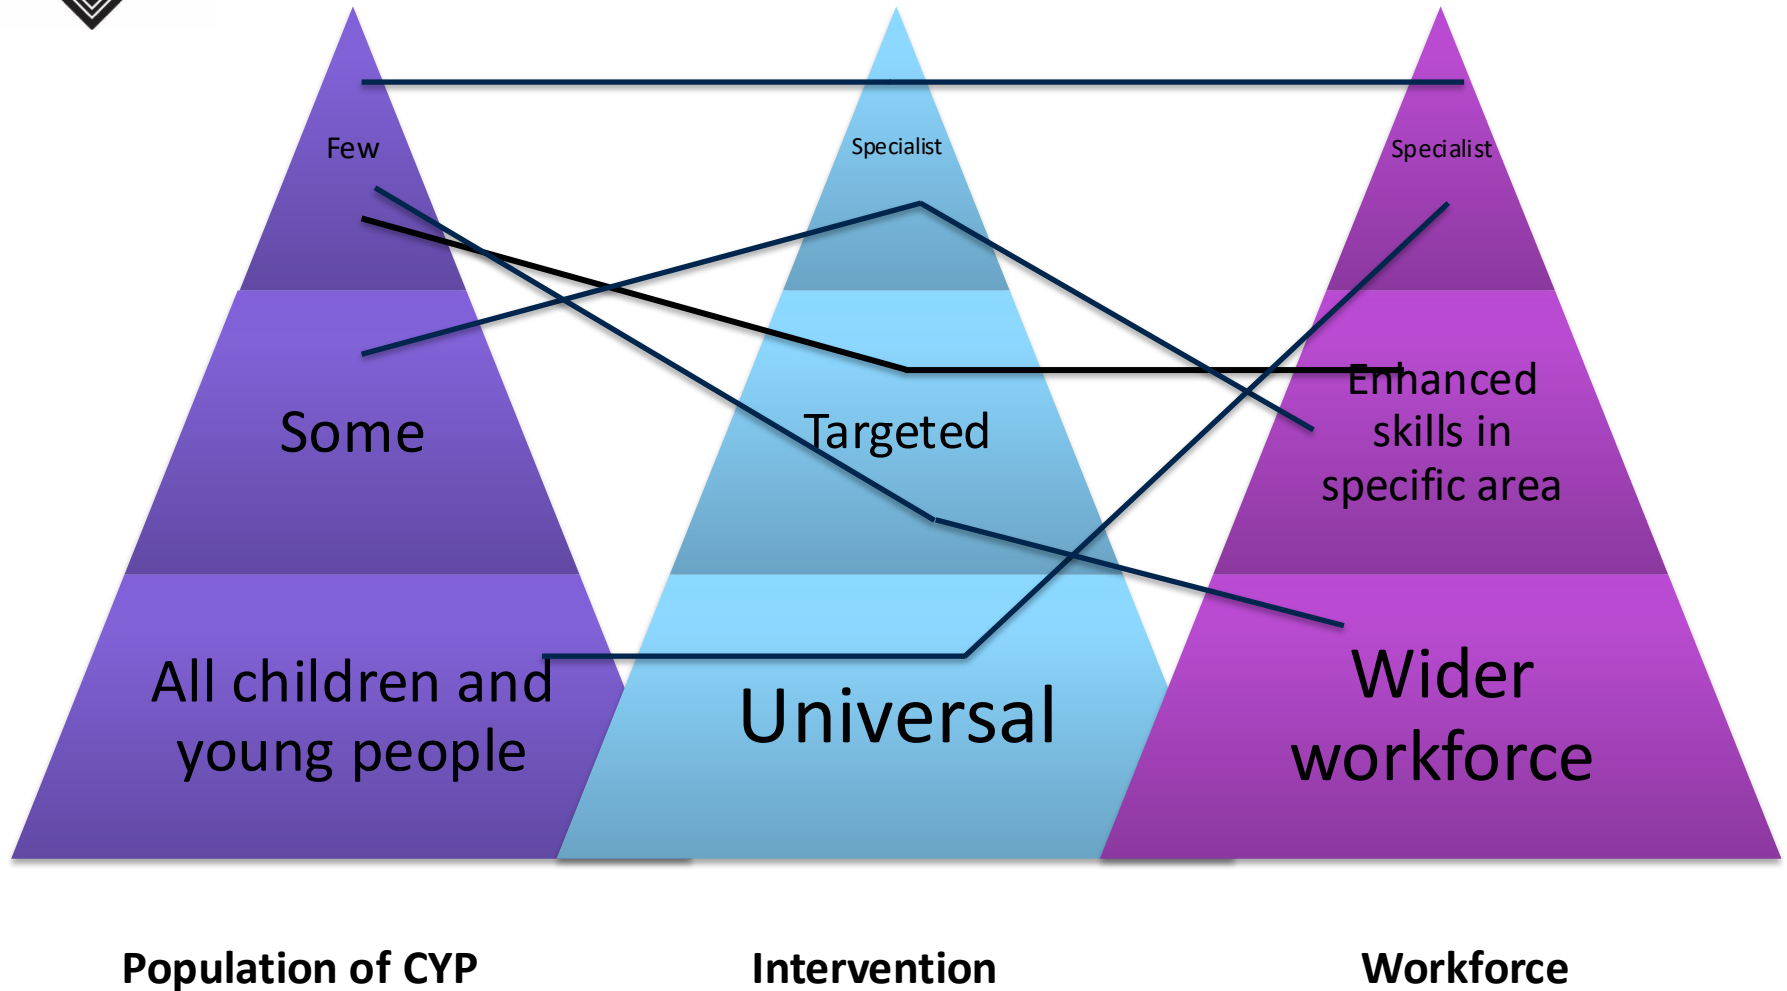 Few
Some
All children and
young people
Specialist
Targeted
Universal
Specialist
Enhanced
skills in
specific area
Wider
workforce
Population of CYP
Intervention
Workforce